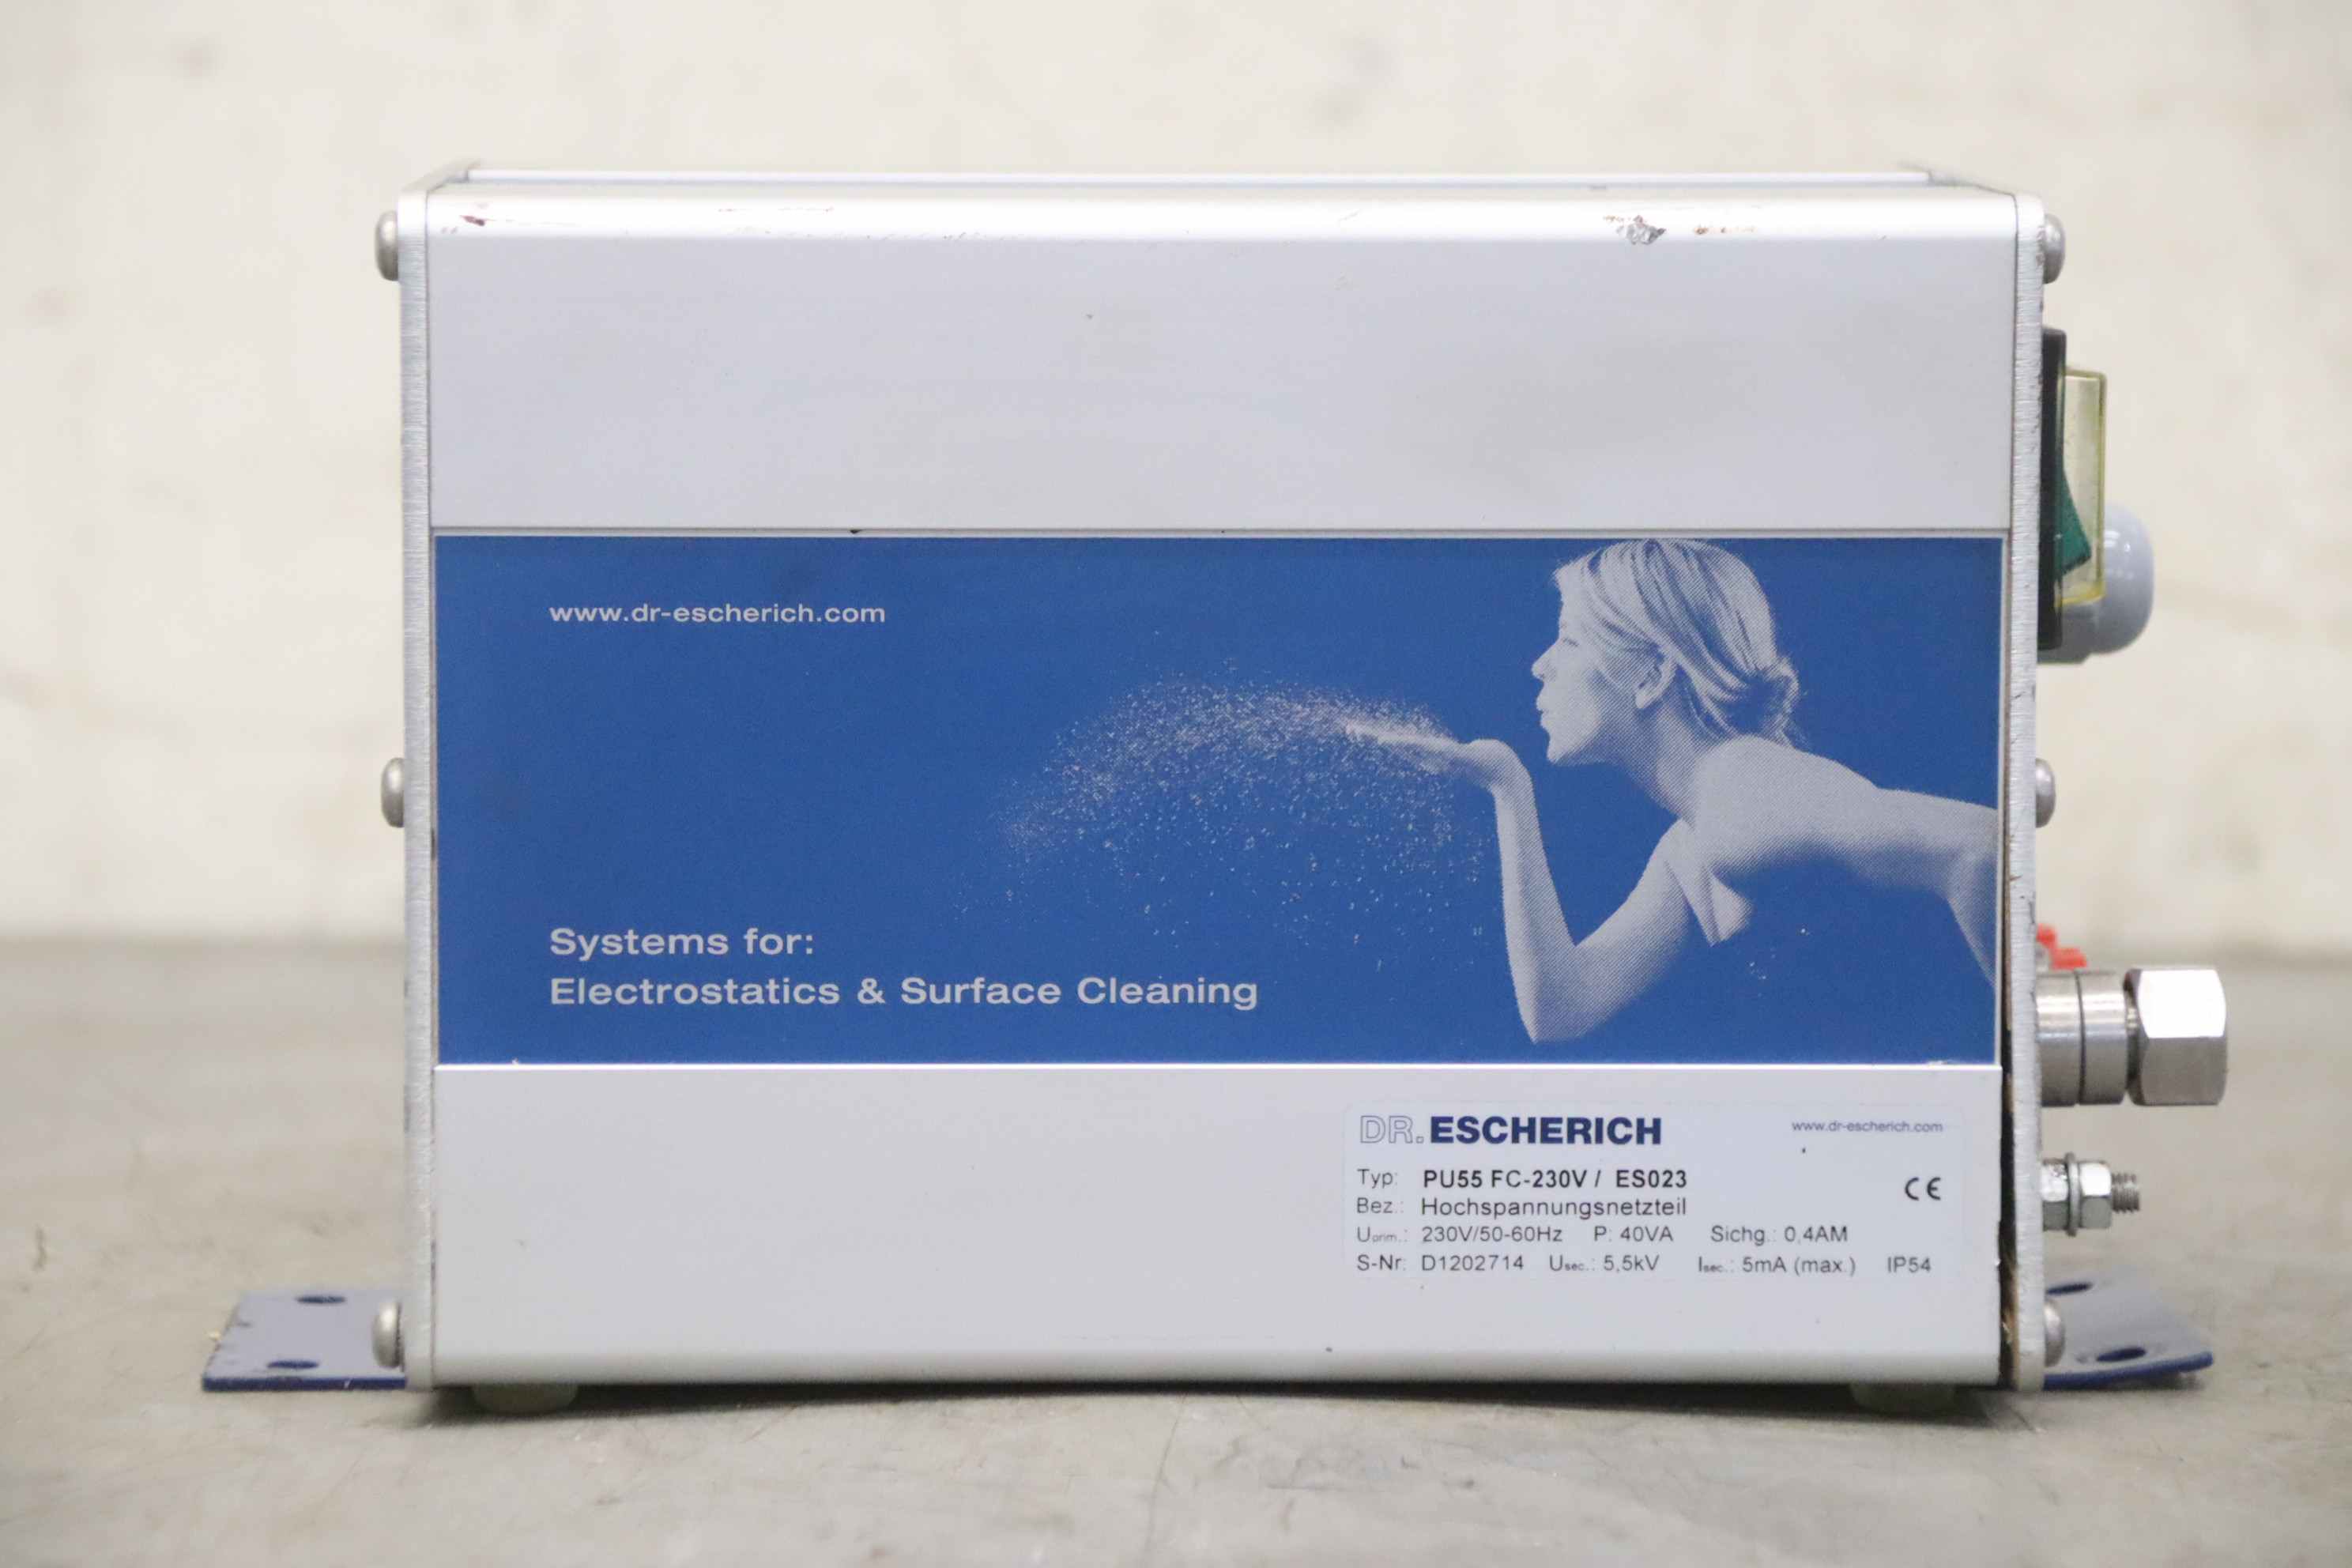 www.dr-escherich.com
Systems for:
Electrostatics & Surface Cleaning
DR. ESCHERICH www.dr-escherich.com
Typ: PU55 FC-230V / ES023 CE
Bez.: Hochspannungsnetzteil
Uprim.: 230V/50-60Hz P: 40VA Sichg.: 0,4AM
S-Nr: D1202714 Usec.: 5,5kV Isec.: 5mA (max.) IP54